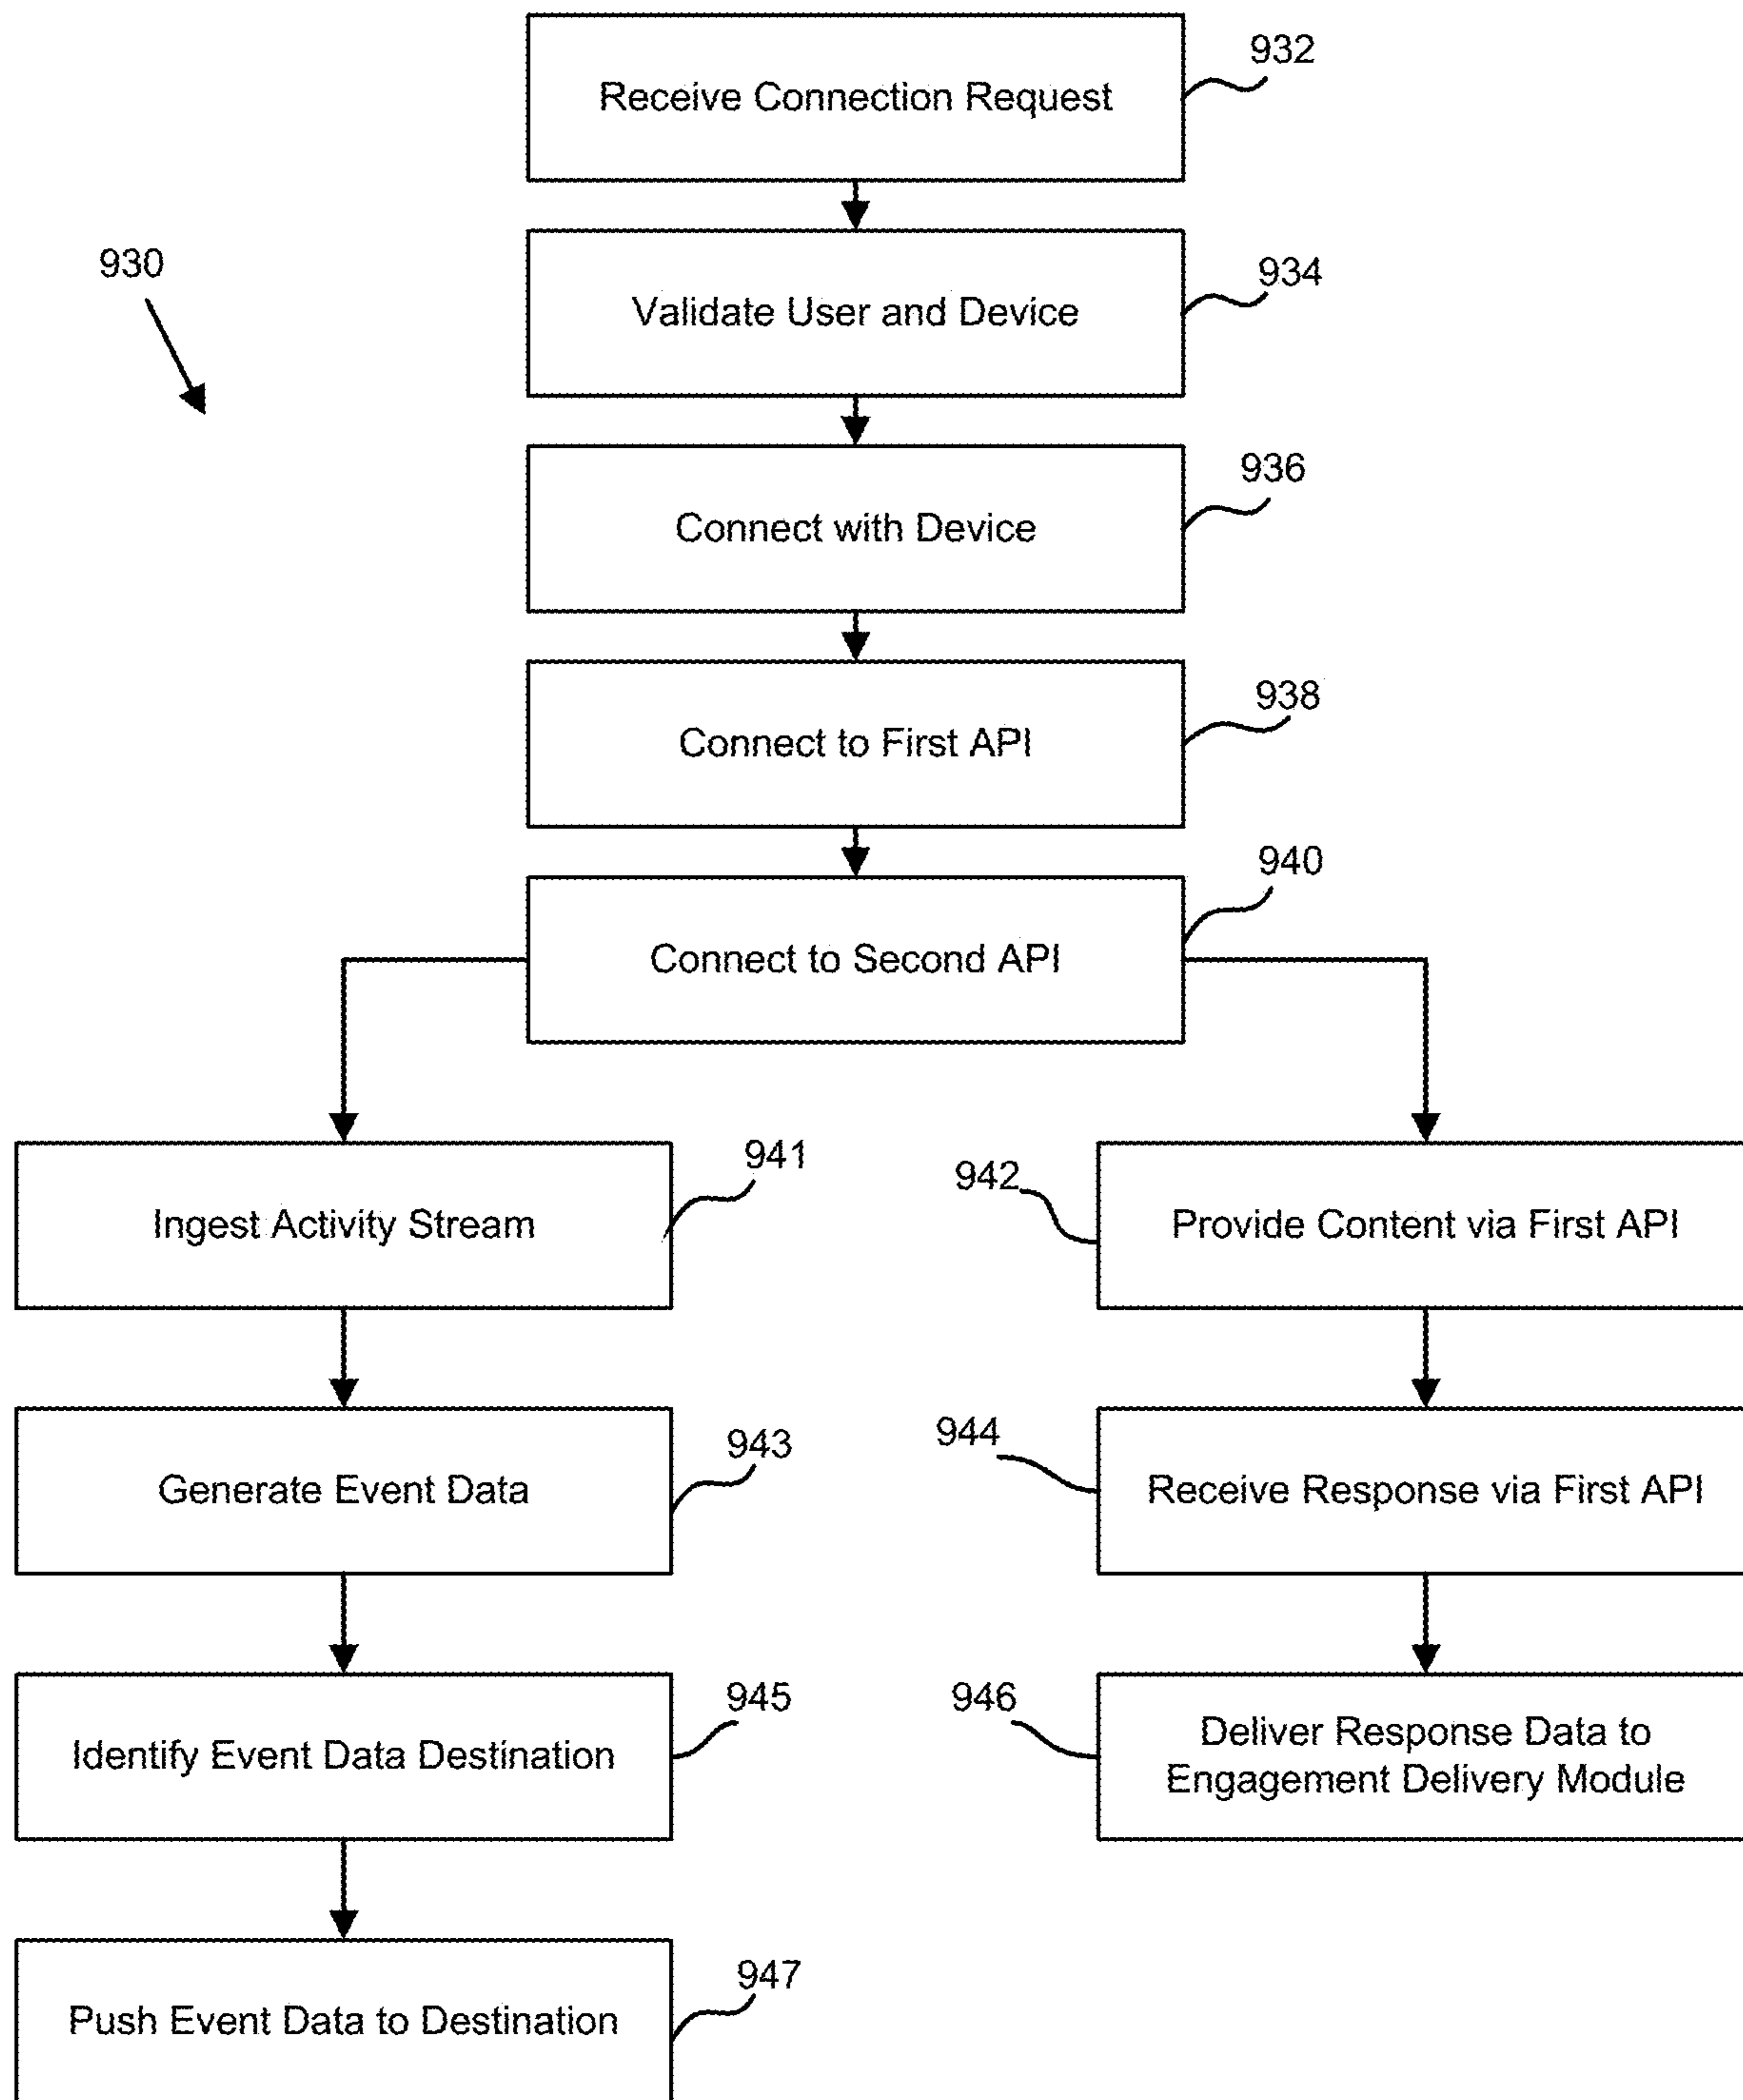 932
Receive Connection Request
930
934
Validate User and Device
936
Connect with Device
938
Connect to First API
940
Connect to Second API
941
942
Ingest Activity Stream
Provide Content via First API
943
944
Generate Event Data
Receive Response via First API
945
946
Identify Event Data Destination
Deliver Response Data to
Engagement Delivery Module
947
Push Event Data to Destination